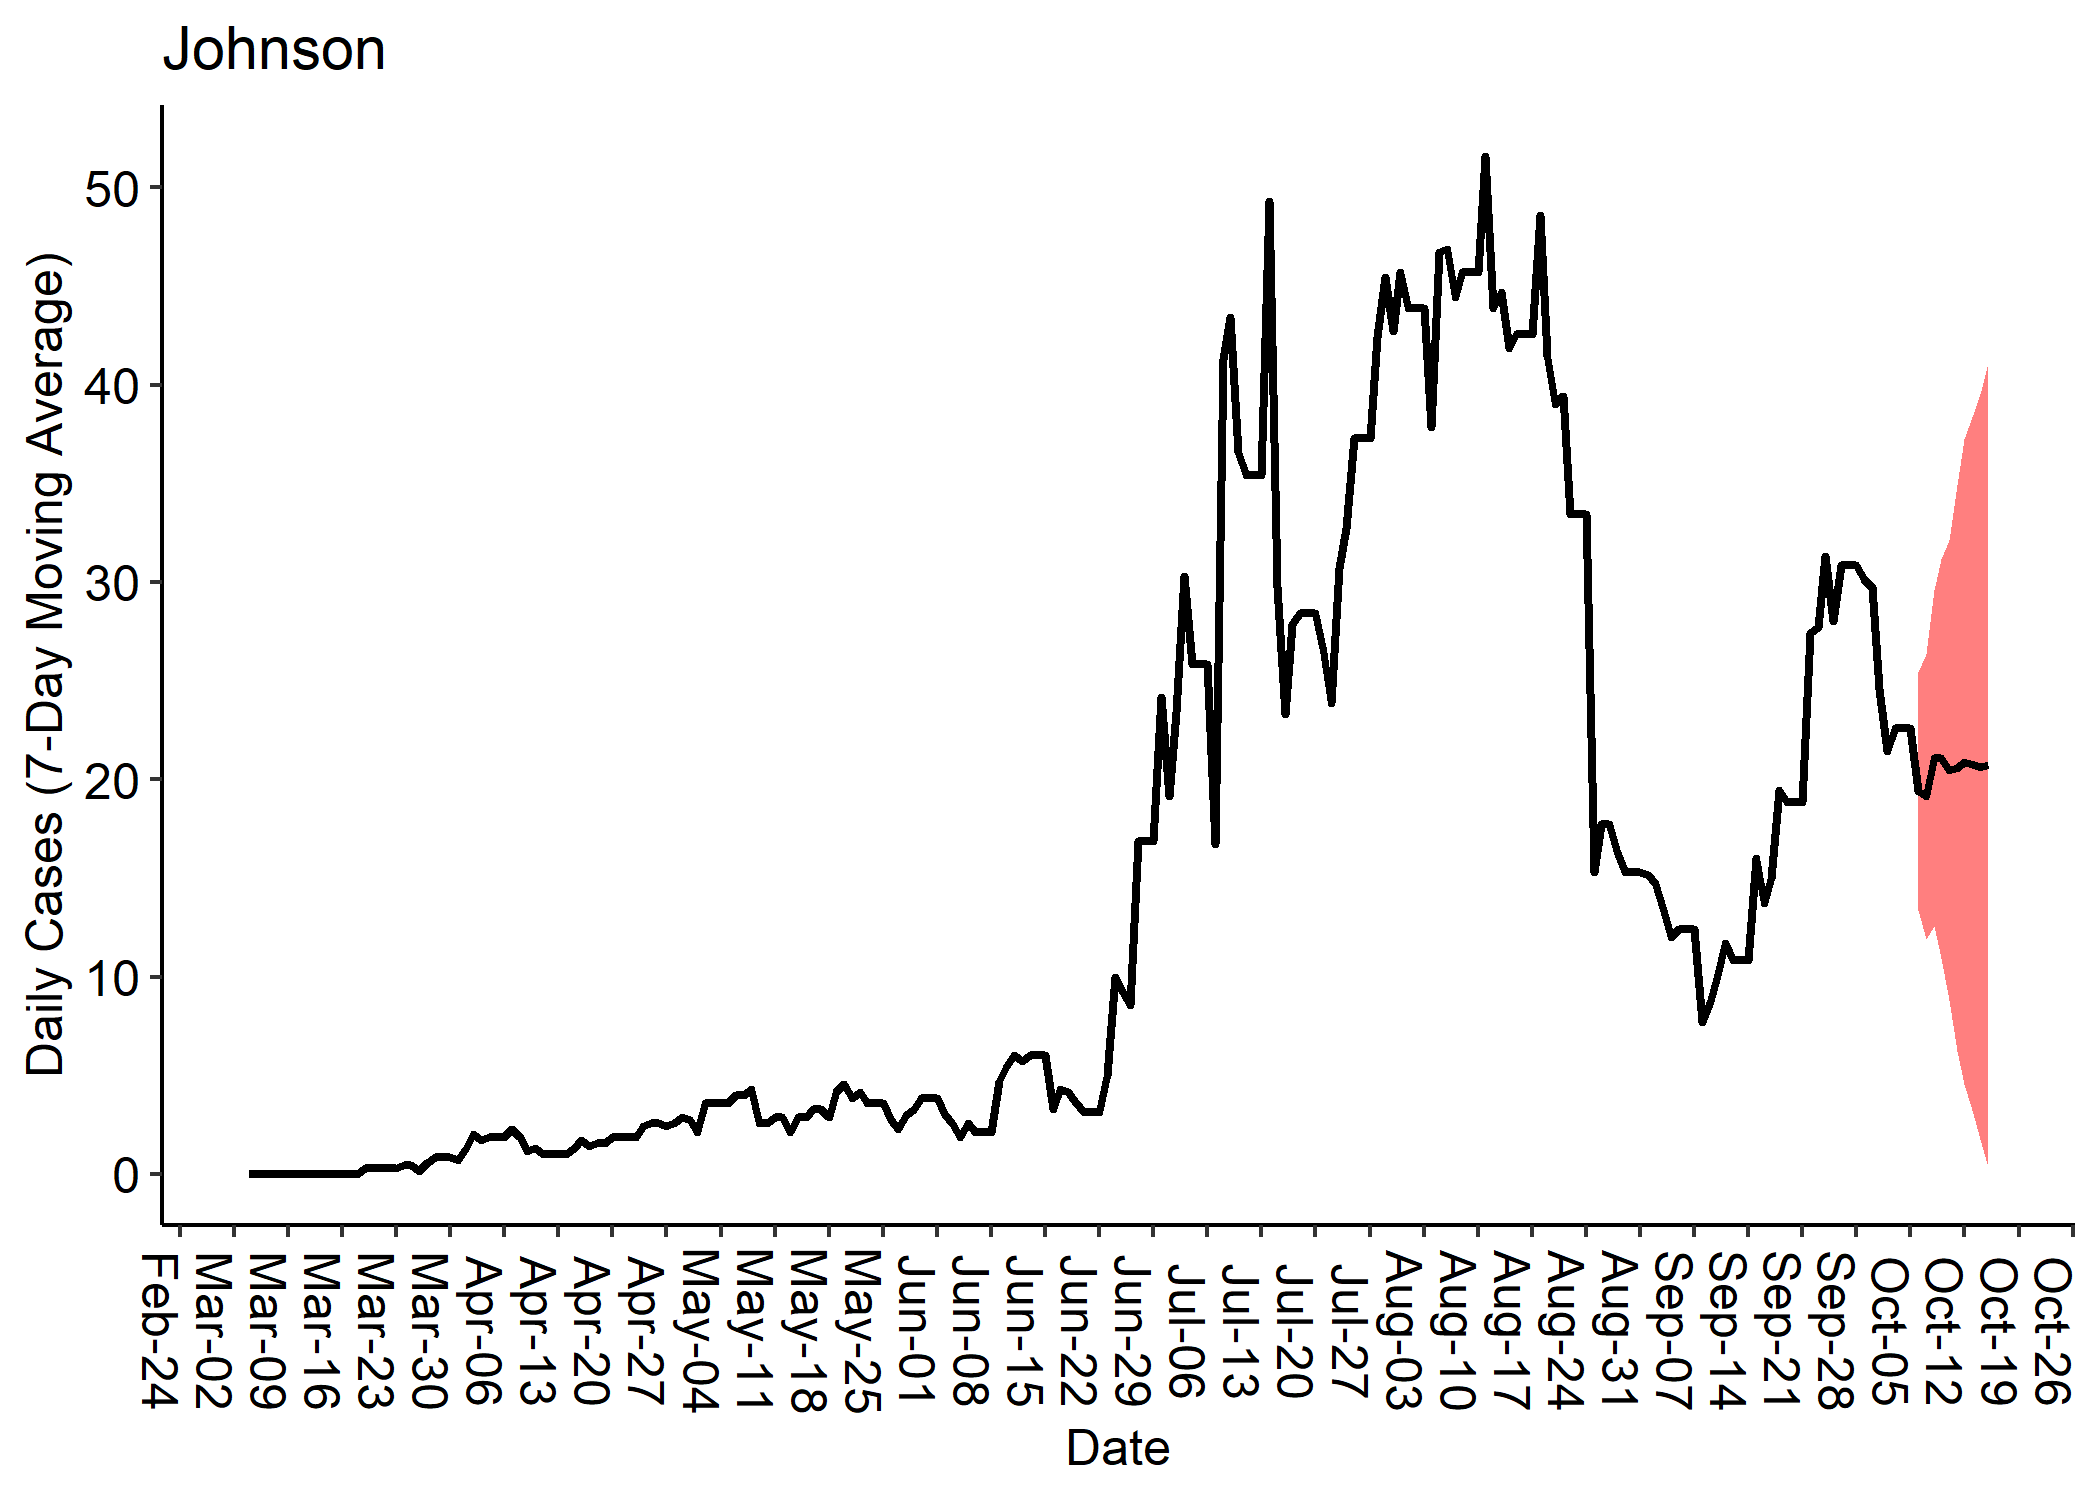 Johnson
Daily Cases (7-Day Moving Average)
50
40
30
20
10
0
Feb-24
Mar-02
Mar-09
Mar-16
Mar-23
Mar-30
Apr-06
Apr-13
Apr-20
Apr-27
May-04
May-11
May-18
May-25
Jun-01
Jun-08
Jun-15
Jun-22
Jun-29
Jul-06
Jul-13
Jul-20
Jul-27
Aug-03
Aug-10
Aug-17
Aug-24
Aug-31
Sep-07
Sep-14
Sep-21
Sep-28
Oct-05
Oct-12
Oct-19
Oct-26
Date